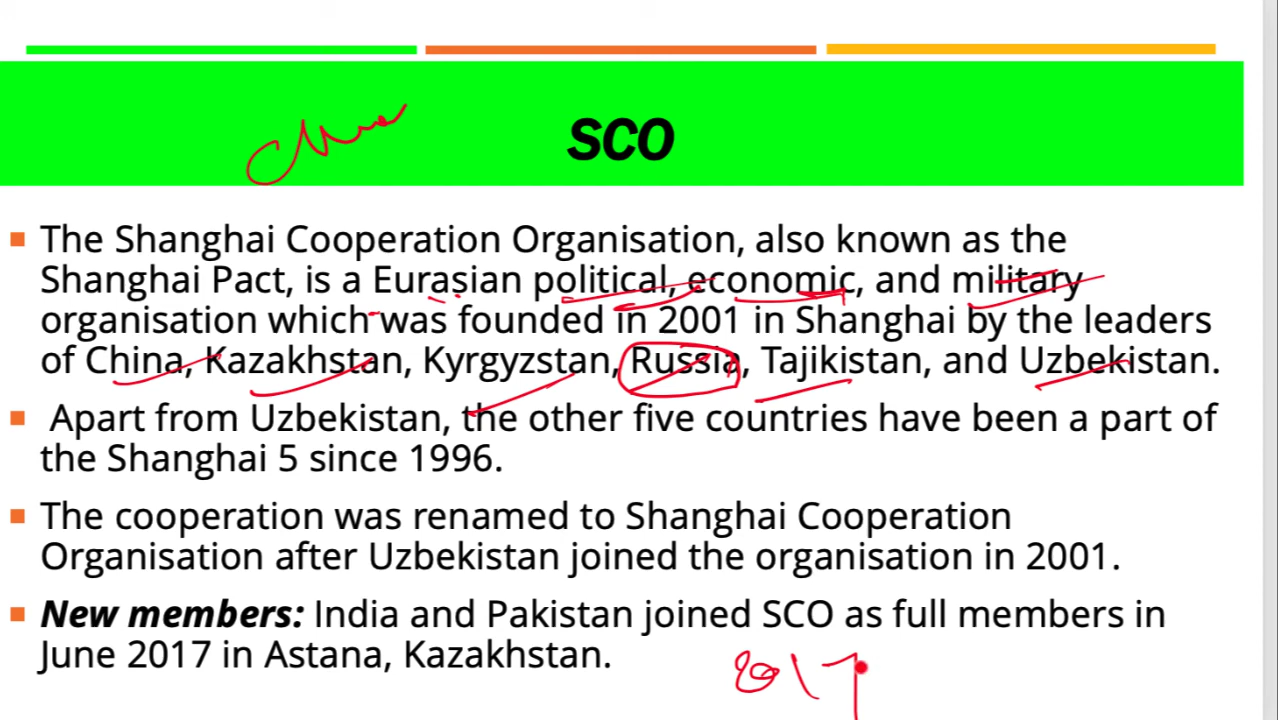 China
SCO
The Shanghai Cooperation Organisation, also known as the
Shanghai Pact, is a Eurasian political, economic, and military
organisation which was founded in 2001 in Shanghai by the leaders
of China, Kazakhstan, Kyrgyzstan, Russia, Tajikistan, and Uzbekistan.
Apart from Uzbekistan, the other five countries have been a part of
the Shanghai 5 since 1996.
The cooperation was renamed to Shanghai Cooperation
Organisation after Uzbekistan joined the organisation in 2001.
New members: India and Pakistan joined SCO as full members in
June 2017 in Astana, Kazakhstan.
2017